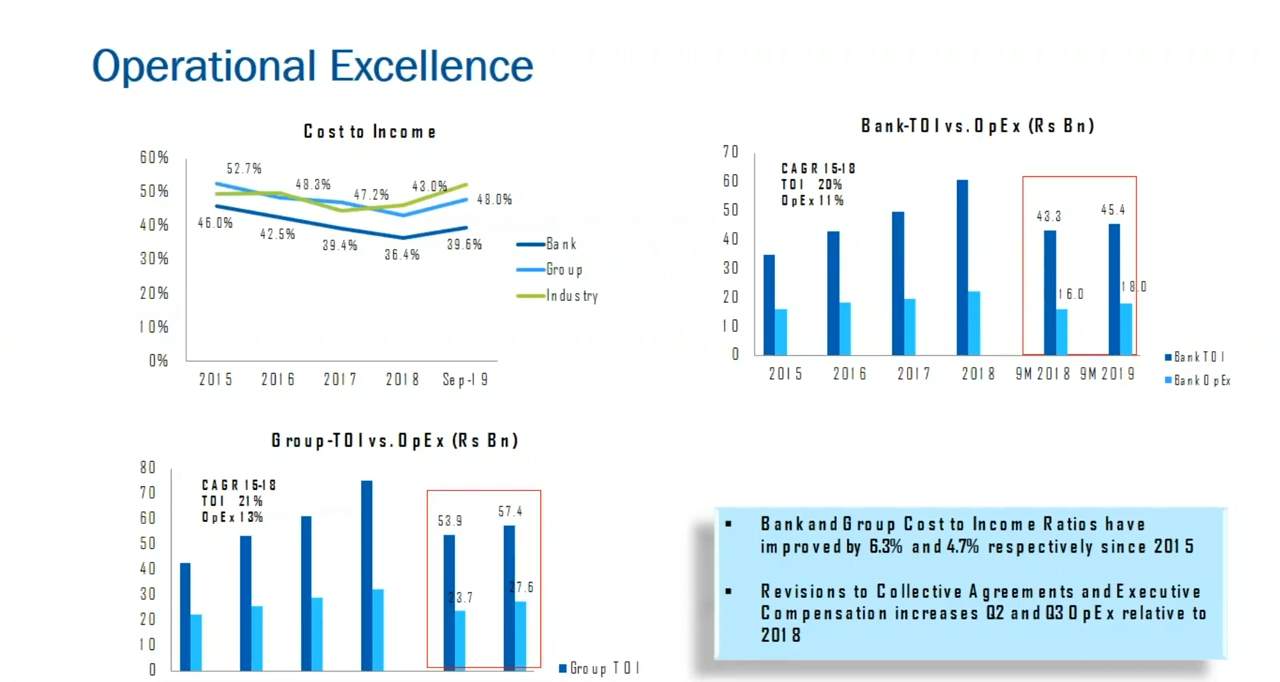 Operational Excellence
Cost to Income
60%
50%
40%
30%
20%
10%
0%
52.7%
48.3%
47.2%
43.0%
48.0%
46.0%
42.5%
39.4%
36.4%
39.6%
2015 2016 2017 2018 Sep-19
Bank
Group
Industry
Bank-TOI vs. OpEx (Rs Bn)
70
60
50
40
30
20
10
0
CAGR 15-18
TOI 20%
OpEx 11%
43.3
45.4
16.0
18.0
2015 2016 2017 2018 9M 2018 9M 2019
Bank TOI
Bank OpEx
Group-TOI vs. OpEx (Rs Bn)
80
70
60
50
40
30
20
10
0
CAGR 15-18
TOI 21%
OpEx 13%
53.9
57.4
23.7
27.6
Group TOI
▪ Bank and Group Cost to Income Ratios have
improved by 6.3% and 4.7% respectively since 2015
▪ Revisions to Collective Agreements and Executive
Compensation increases Q2 and Q3 OpEx relative to
2018